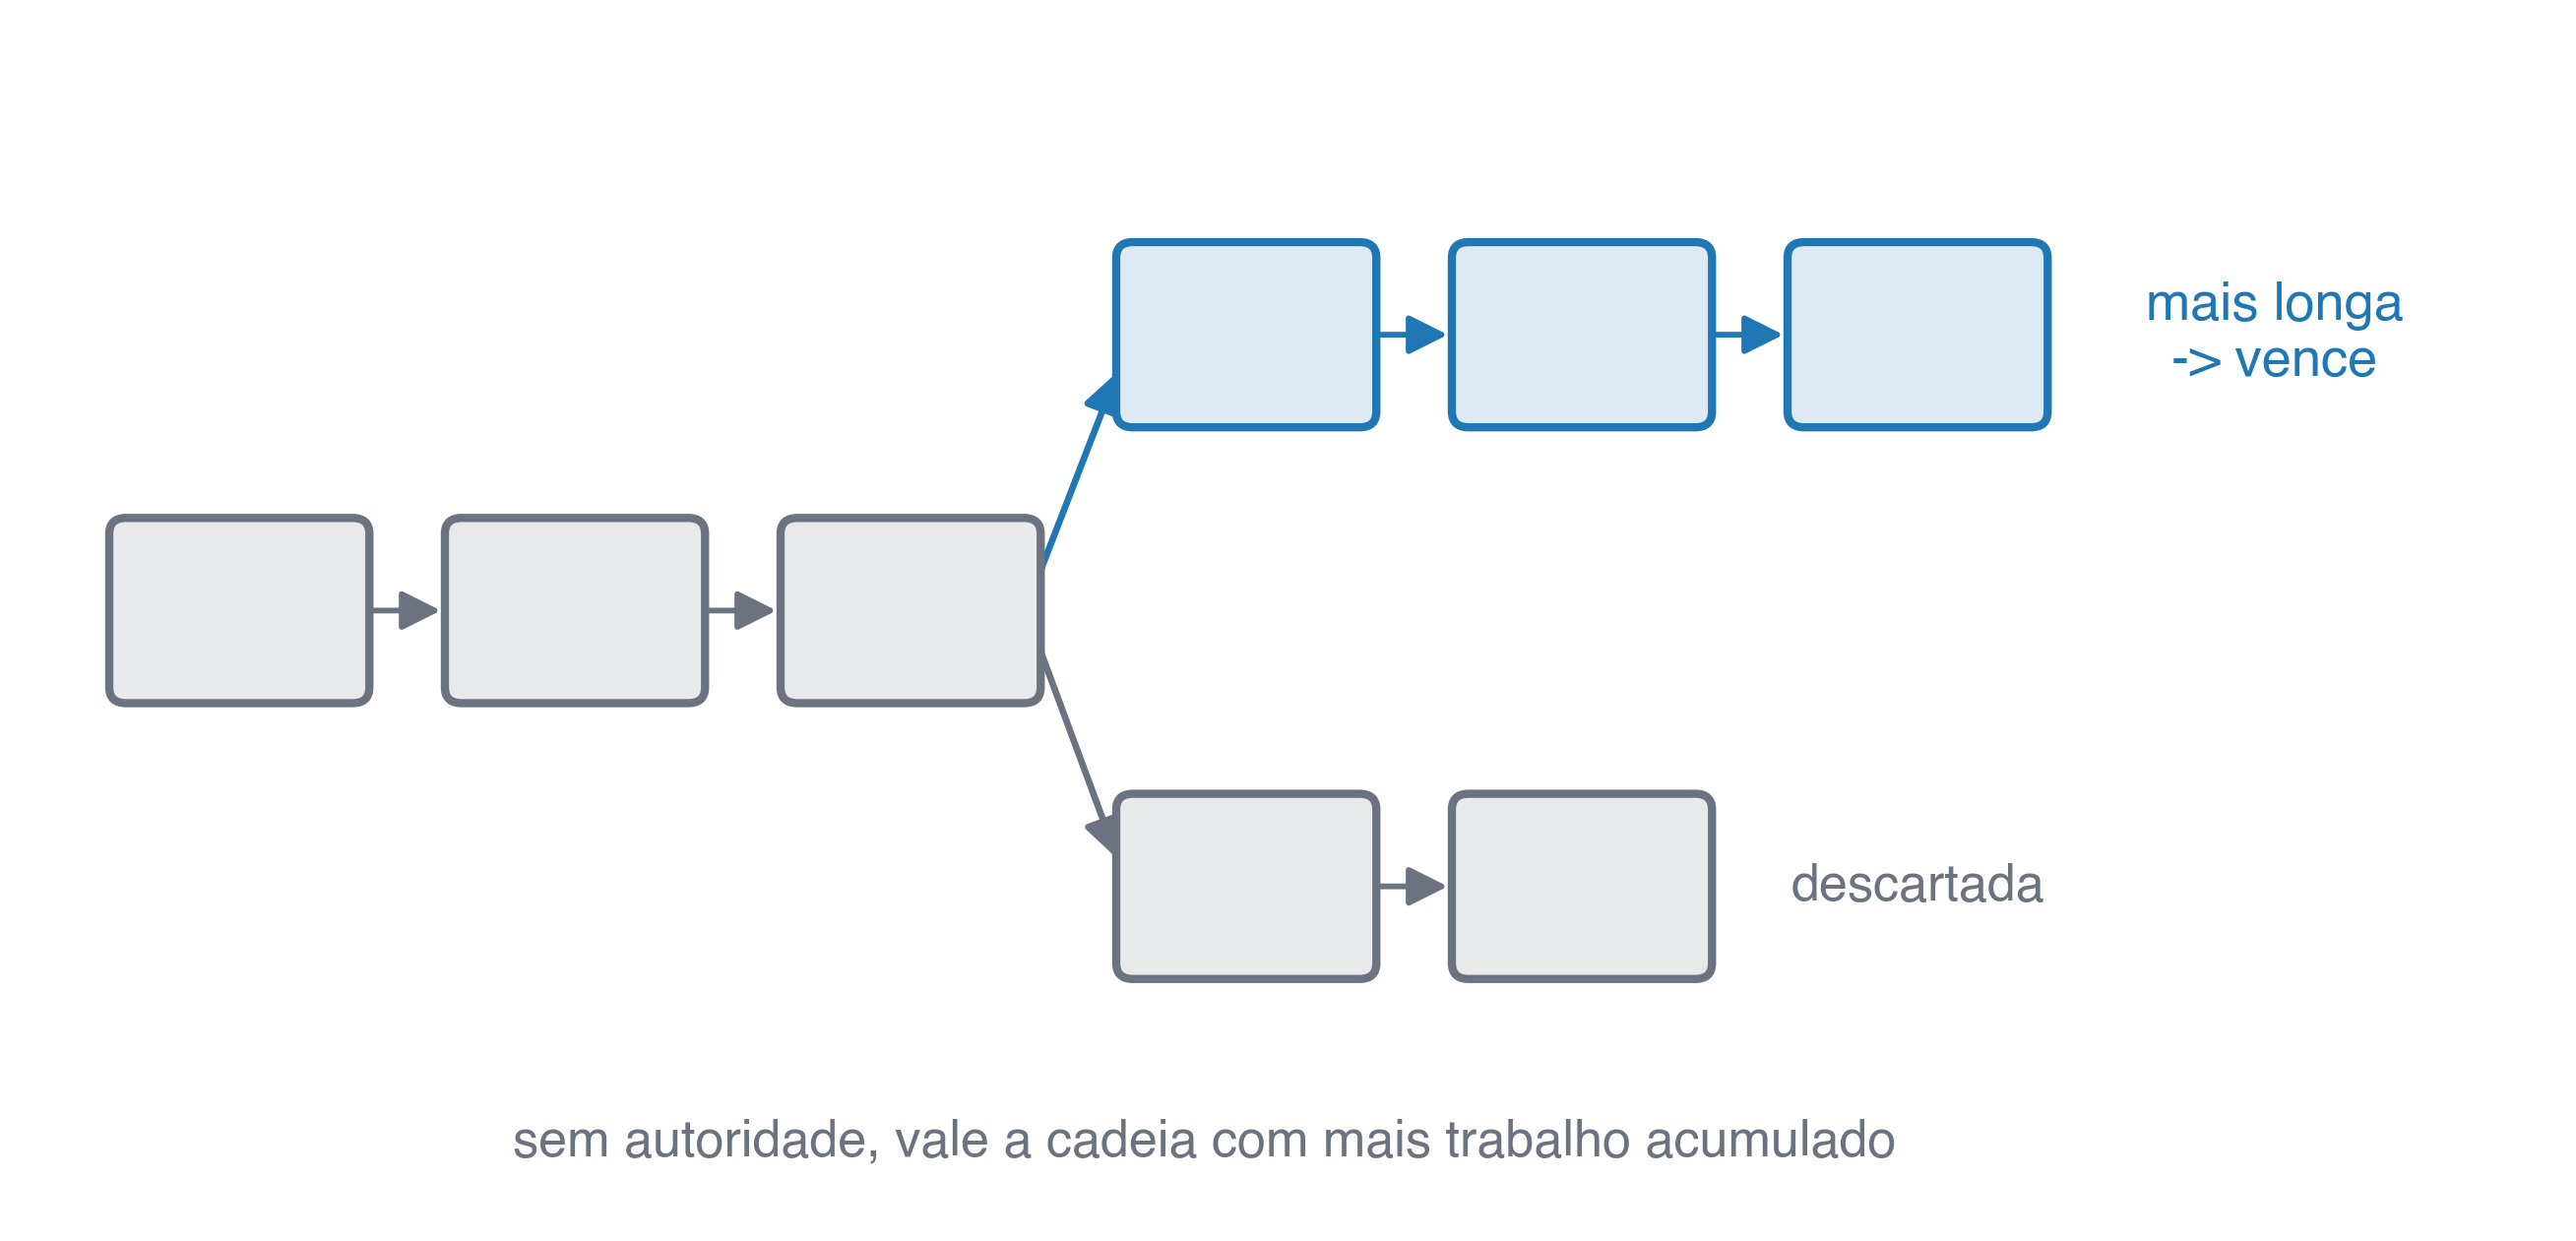 mais longa
-> vence
descartada
sem autoridade, vale a cadeia com mais trabalho acumulado